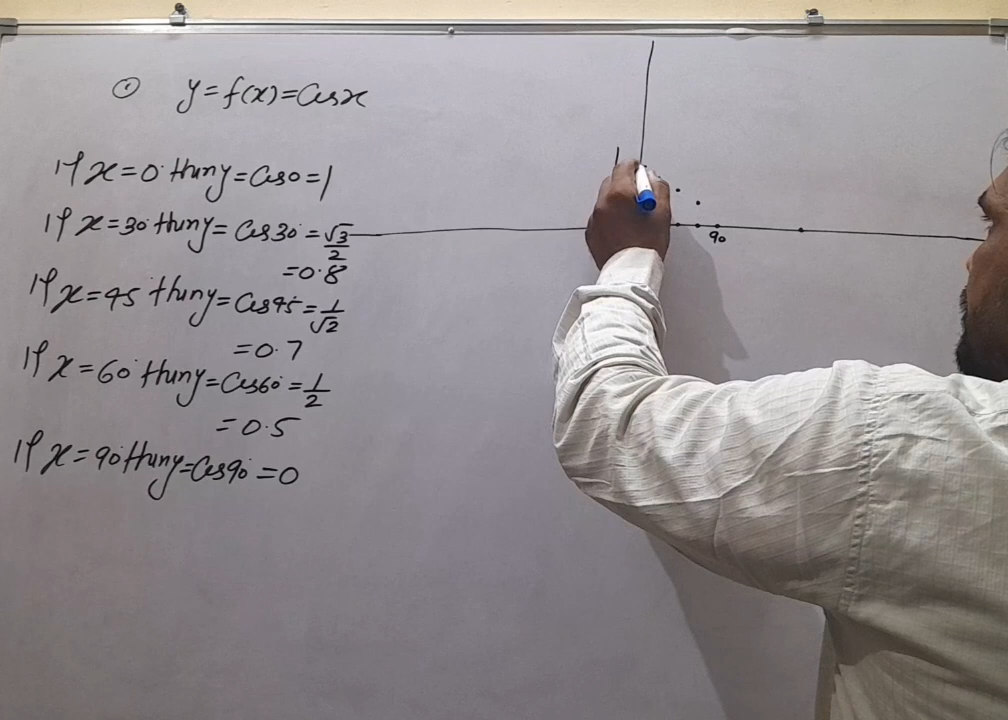 ① y = f(x) = Cosx
If x = 0° then y = Cos0 = 1
If x = 30° then y = Cos30° = √3/2
= 0.8
If x = 45° then y = Cos45° = 1/√2
= 0.7
If x = 60° then y = Cos60° = 1/2
= 0.5
If x = 90° then y = Cos90° = 0
90